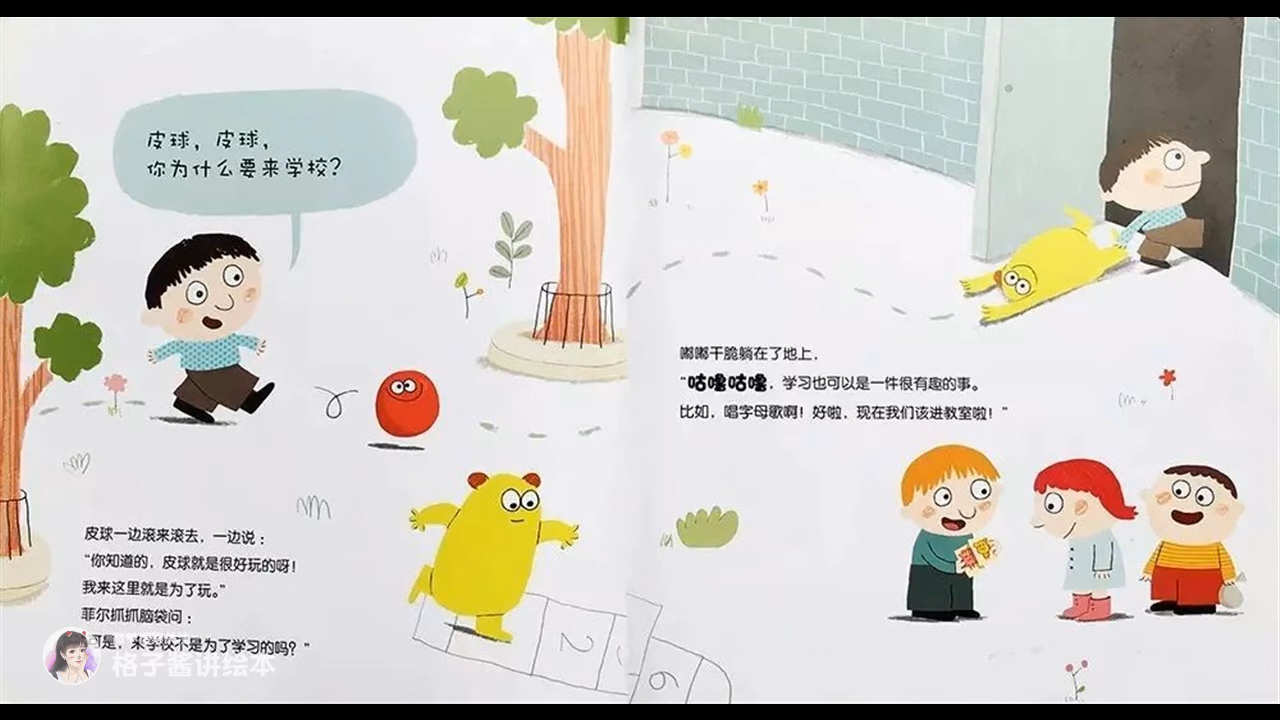 皮球，皮球，
你为什么要来学校？
皮球一边滚来滚去，一边说：
“你知道的，皮球就是很好玩的呀！
我来这里就是为了玩。”
菲尔抓抓脑袋问：
可是，来学校不是为了学习的吗？”
格子酱讲绘本
2
6
嘟嘟干脆躺在了地上，
“咕噜咕噜，学习也可以是一件很有趣的事。
比如，唱字母歌啊！好啦，现在我们该进教室啦！”